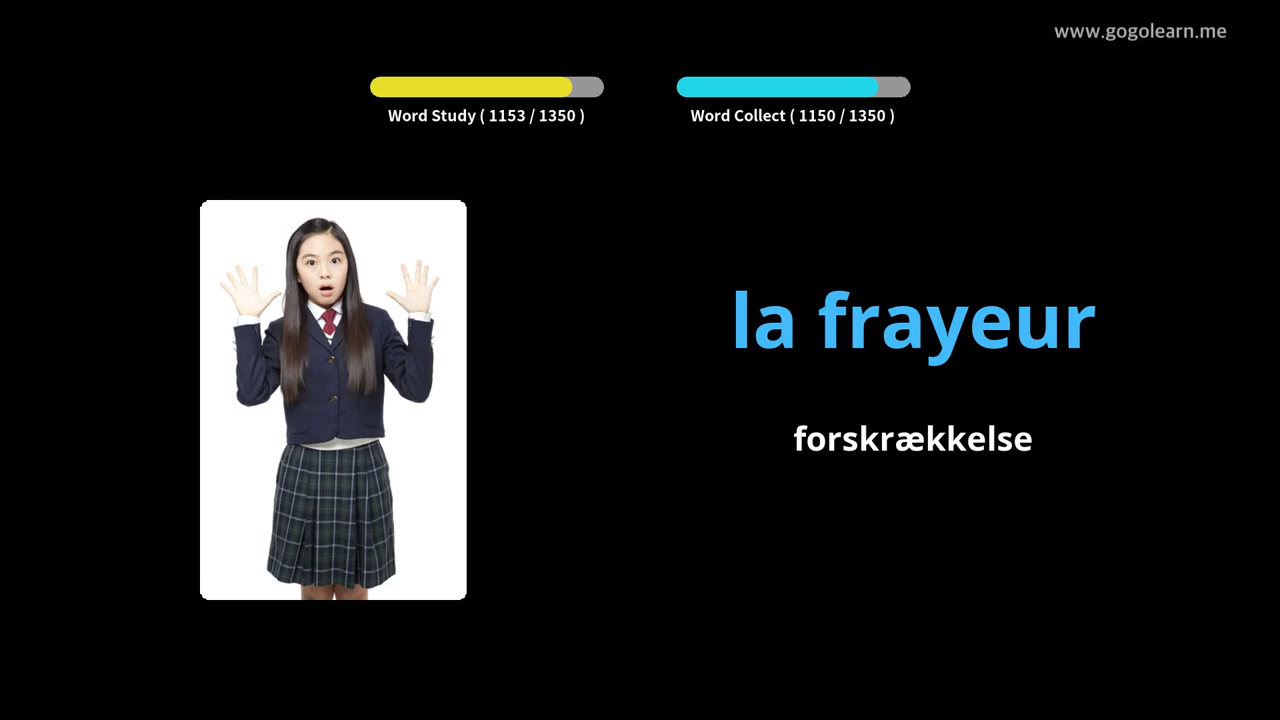 www.gogolearn.me
Word Study ( 1153 / 1350 )
Word Collect ( 1150 / 1350 )
la frayeur
forskrækkelse